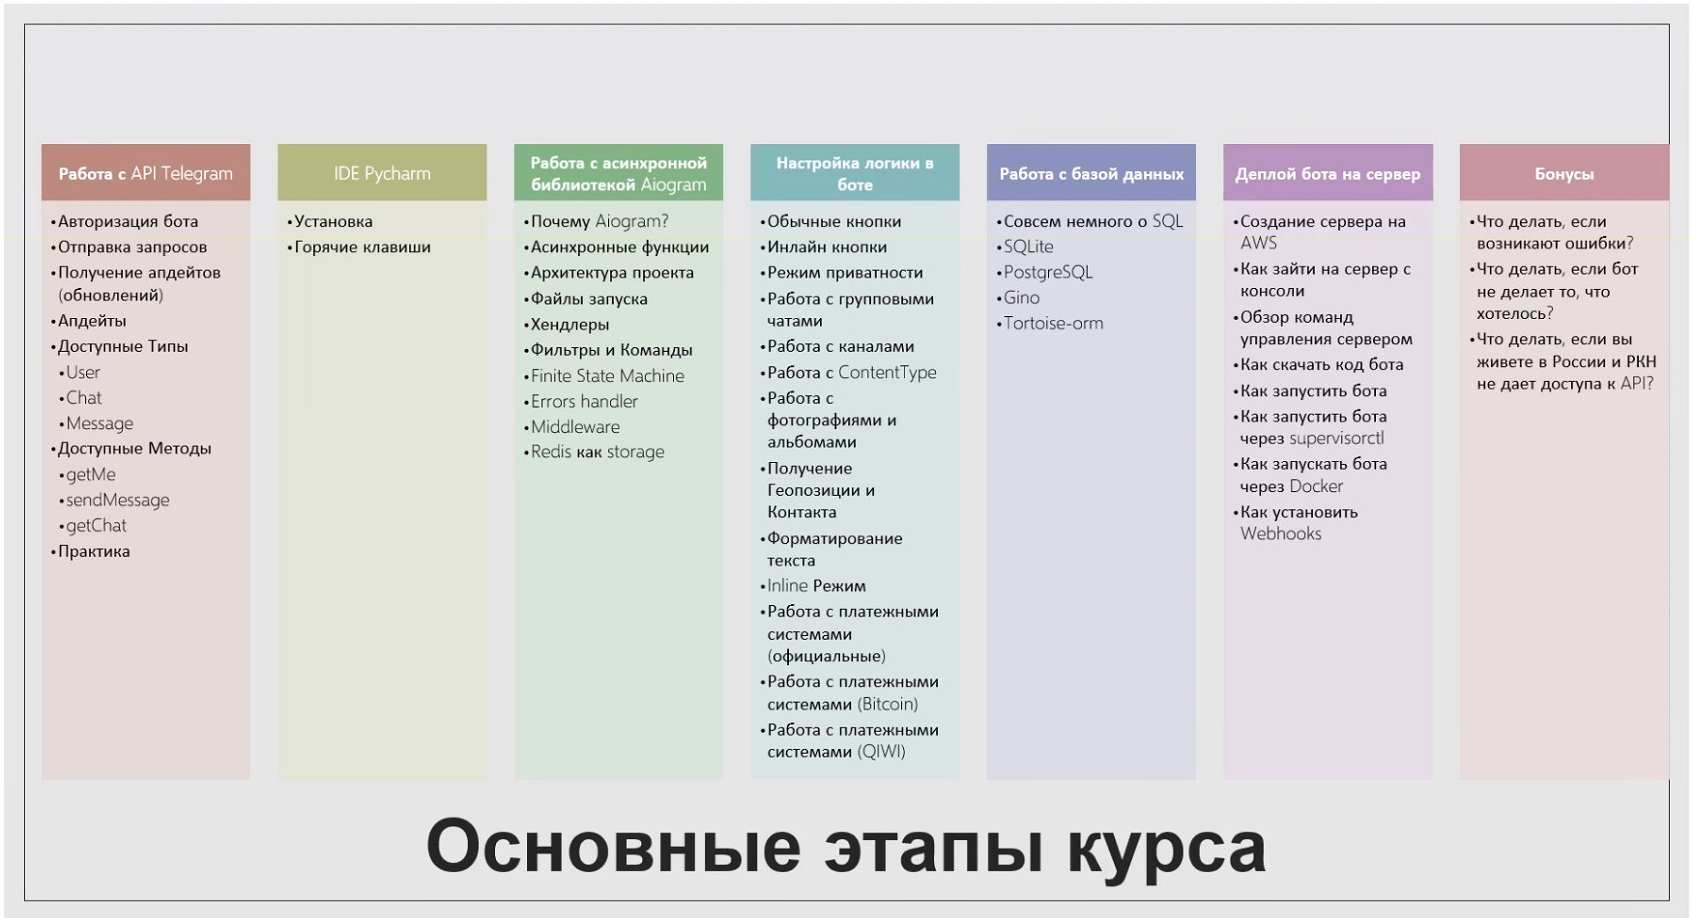 Работа с API Telegram
•Авторизация бота
•Отправка запросов
•Получение апдейтов
(обновлений)
•Апдейты
•Доступные Типы
•User
•Chat
•Message
•Доступные Методы
•getMe
•sendMessage
•getChat
•Практика
IDE Pycharm
•Установка
•Горячие клавиши
Работа с асинхронной
библиотекой Aiogram
•Почему Aiogram?
•Асинхронные функции
•Архитектура проекта
•Файлы запуска
•Хендлеры
•Фильтры и Команды
•Finite State Machine
•Errors handler
•Middleware
•Redis как storage
Настройка логики в
боте
•Обычные кнопки
•Инлайн кнопки
•Режим приватности
•Работа с групповыми
чатами
•Работа с каналами
•Работа с ContentType
•Работа с
фотографиями и
альбомами
•Получение
Геопозиции и
Контакта
•Форматирование
текста
•Inline Режим
•Работа с платежными
системами
(официальные)
•Работа с платежными
системами (Bitcoin)
•Работа с платежными
системами (QIWI)
Работа с базой данных
•Совсем немного о SQL
•SQLite
•PostgreSQL
•Gino
•Tortoise-orm
Деплой бота на сервер
•Создание сервера на
AWS
•Как зайти на сервер с
консоли
•Обзор команд
управления сервером
•Как скачать код бота
•Как запустить бота
•Как запустить бота
через supervisorctl
•Как запускать бота
через Docker
•Как установить
Webhooks
Бонусы
•Что делать, если
возникают ошибки?
•Что делать, если бот
не делает то, что
хотелось?
•Что делать, если вы
живете в России и РКН
не дает доступа к API?
Основные этапы курса